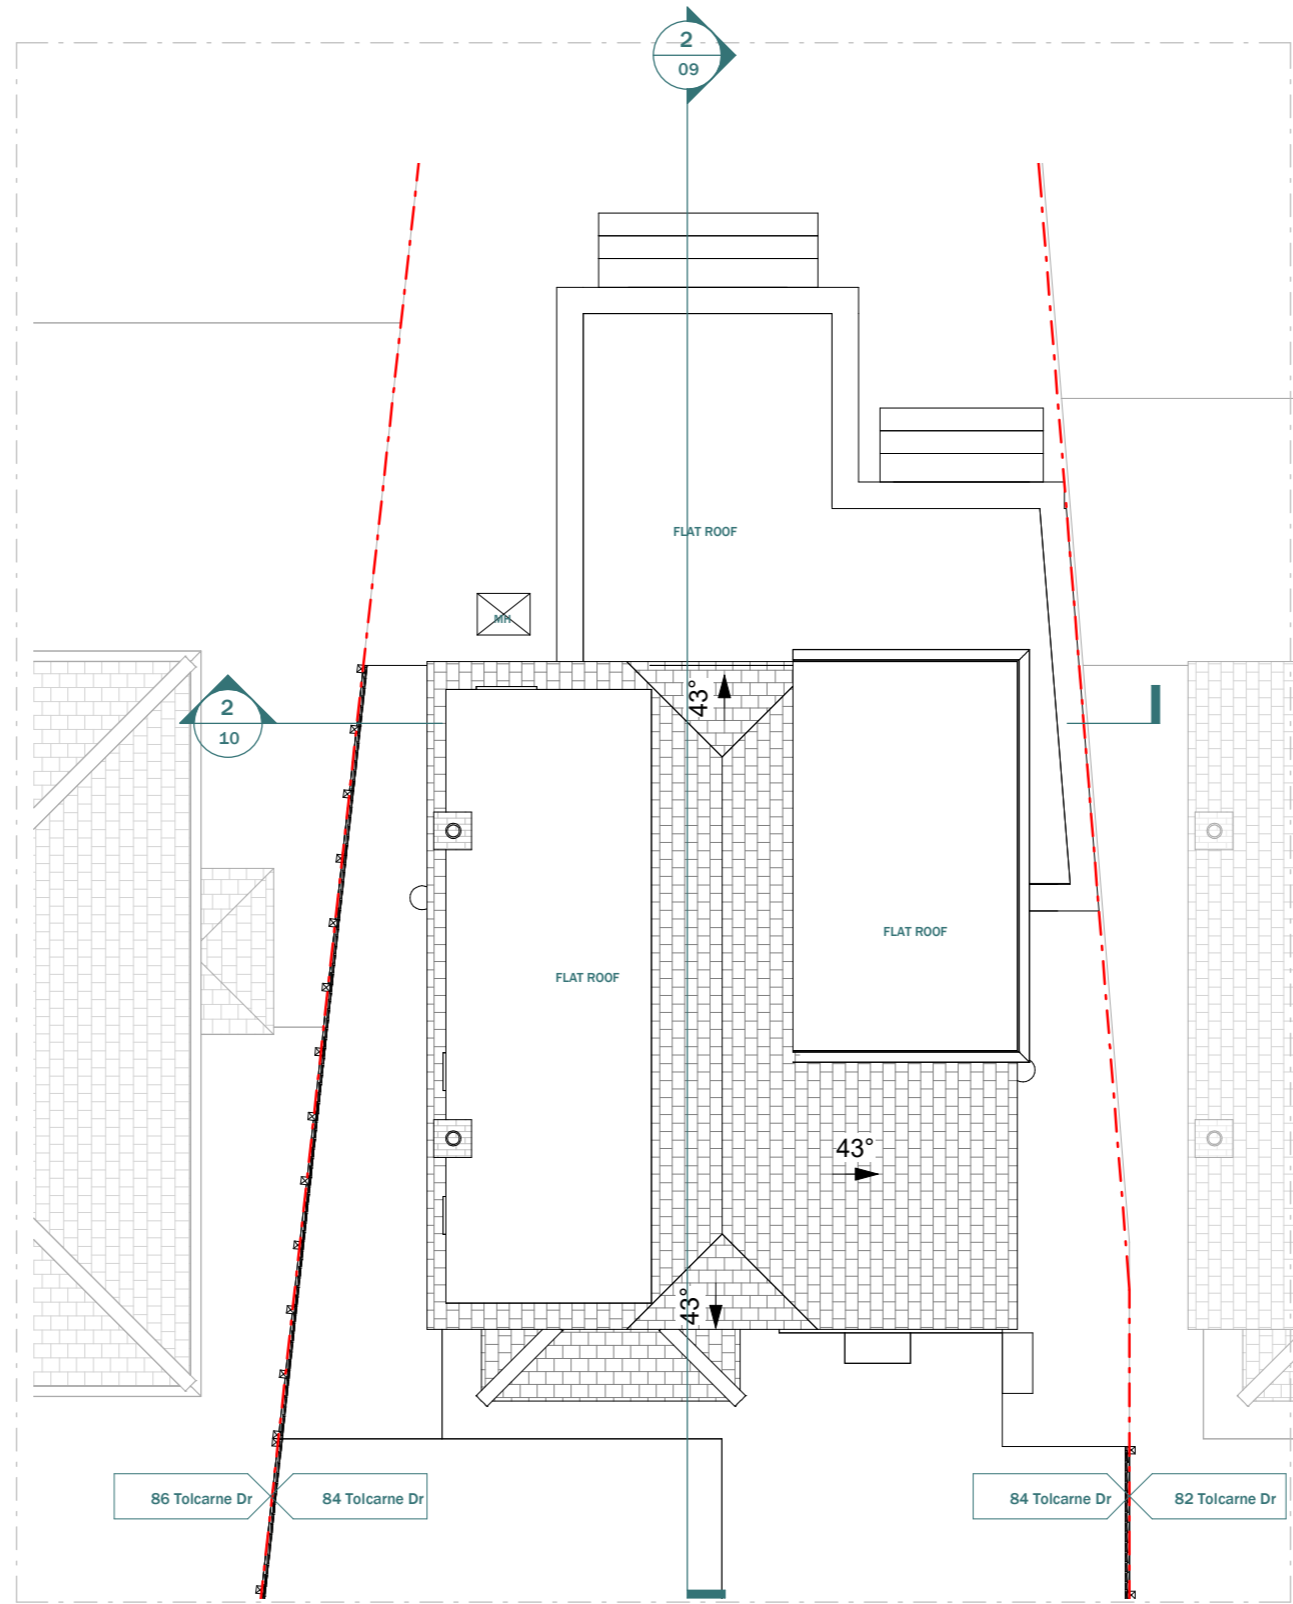 2
09
FLAT ROOF
MH
43°
2
10
FLAT ROOF
FLAT ROOF
43°
43°
86 Tolcarne Dr
84 Tolcarne Dr
84 Tolcarne Dr
82 Tolcarne Dr